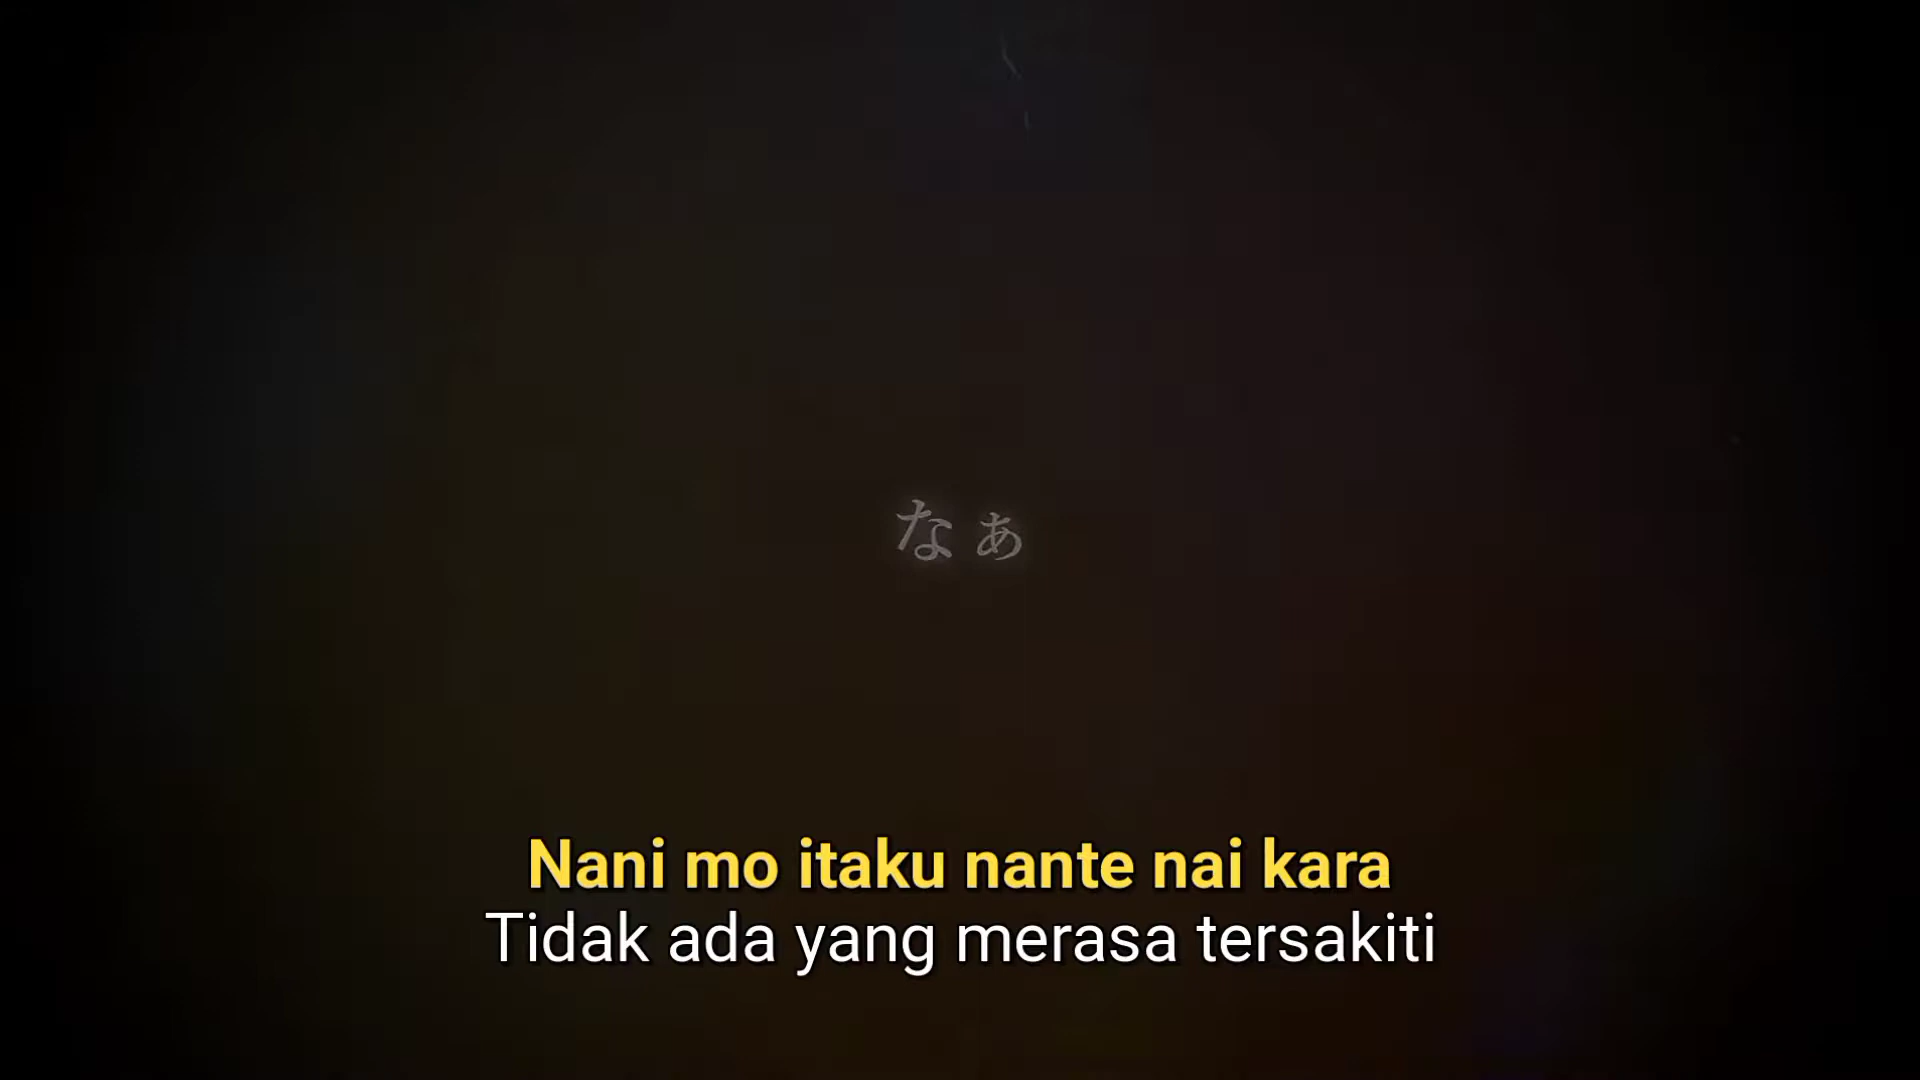 なぁ
Nani mo itaku nante nai kara
Tidak ada yang merasa tersakiti